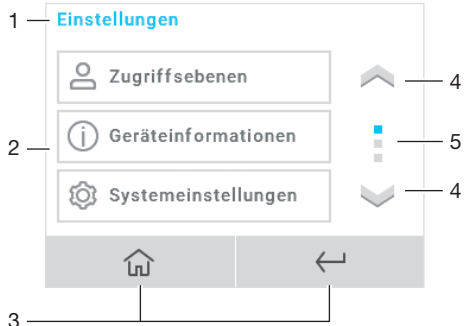 1 Einstellungen
Zugriffsebenen 4
2 Geräteinformationen 5
Systemeinstellungen 4
3